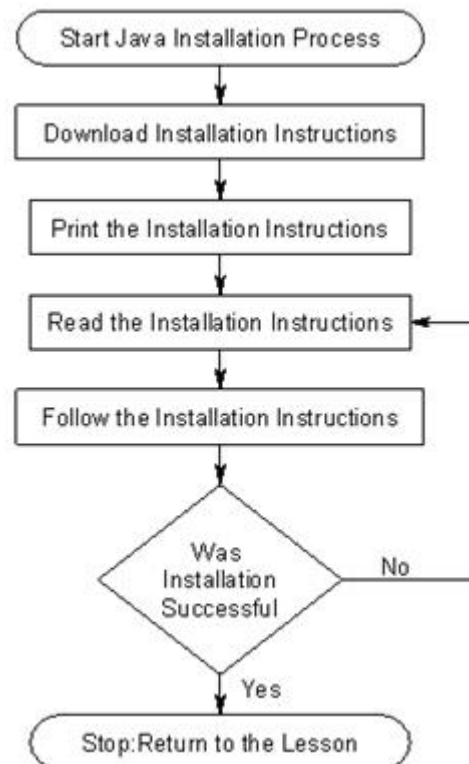 Start Java Installation Process
Download Installation Instructions
Print the Installation Instructions
Read the Installation Instructions
Follow the Installation Instructions
Was
Installation
Successful
No
Yes
Stop:Return to the Lesson